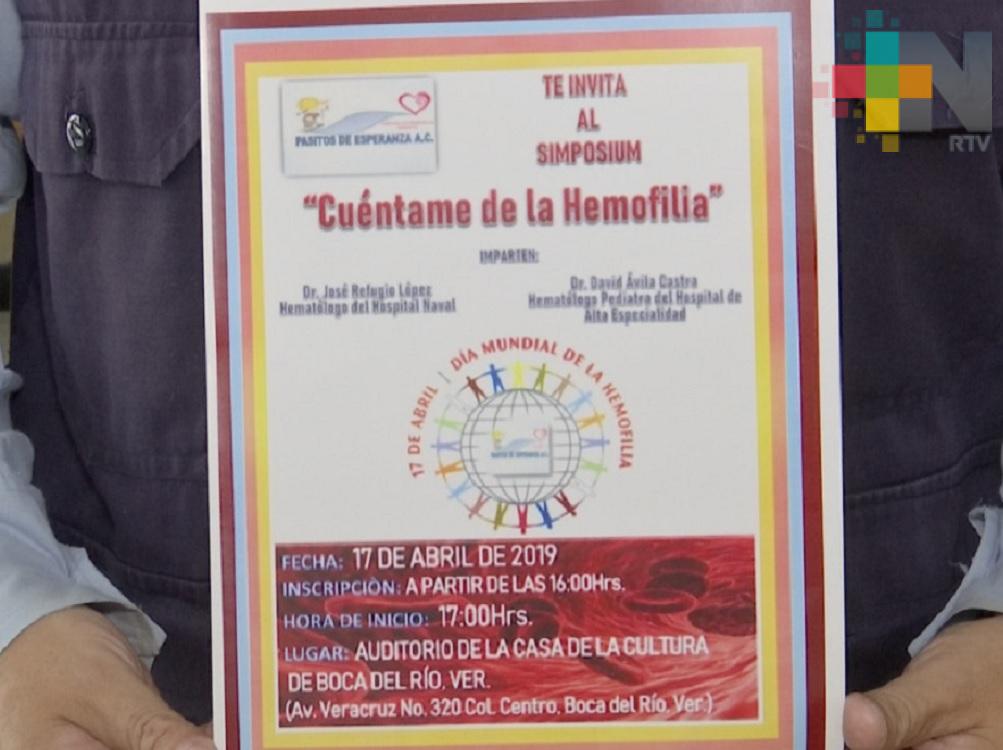 N
RTV
PASITOS DE ESPERANZA A.C.
TE INVITA
AL
SIMPOSIUM
“Cuéntame de la Hemofilia”
IMPARTEN:
Dr. José Refugio López
Hematólogo del Hospital Naval
Dr. David Ávila Castra
Hematólogo Pediatra del Hospital de
Alta Especialidad
17 DE ABRIL | DÍA MUNDIAL DE LA HEMOFILIA
FECHA: 17 DE ABRIL DE 2019
INSCRIPCIÒN: A PARTIR DE LAS 16:00Hrs.
HORA DE INICIO: 17:00Hrs.
LUGAR: AUDITORIO DE LA CASA DE LA CULTURA
DE BOCA DEL RÍO, VER.
(Av. Veracruz No. 320 Col. Centro, Boca del Río, Ver.)